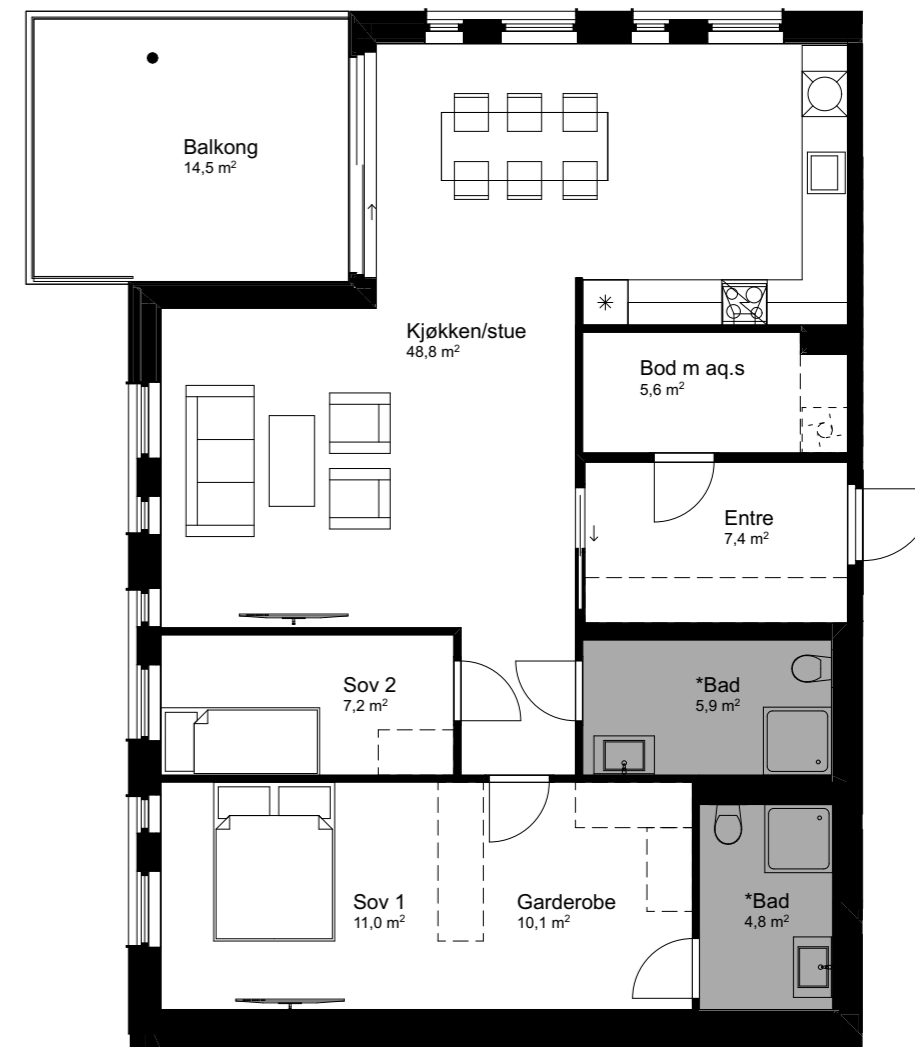 Balkong
14,5 m²
Kjøkken/stue
48,8 m²
Bod m aq.s
5,6 m²
Entre
7,4 m²
Sov 2
7,2 m²
*Bad
5,9 m²
Sov 1
11,0 m²
Garderobe
10,1 m²
*Bad
4,8 m²